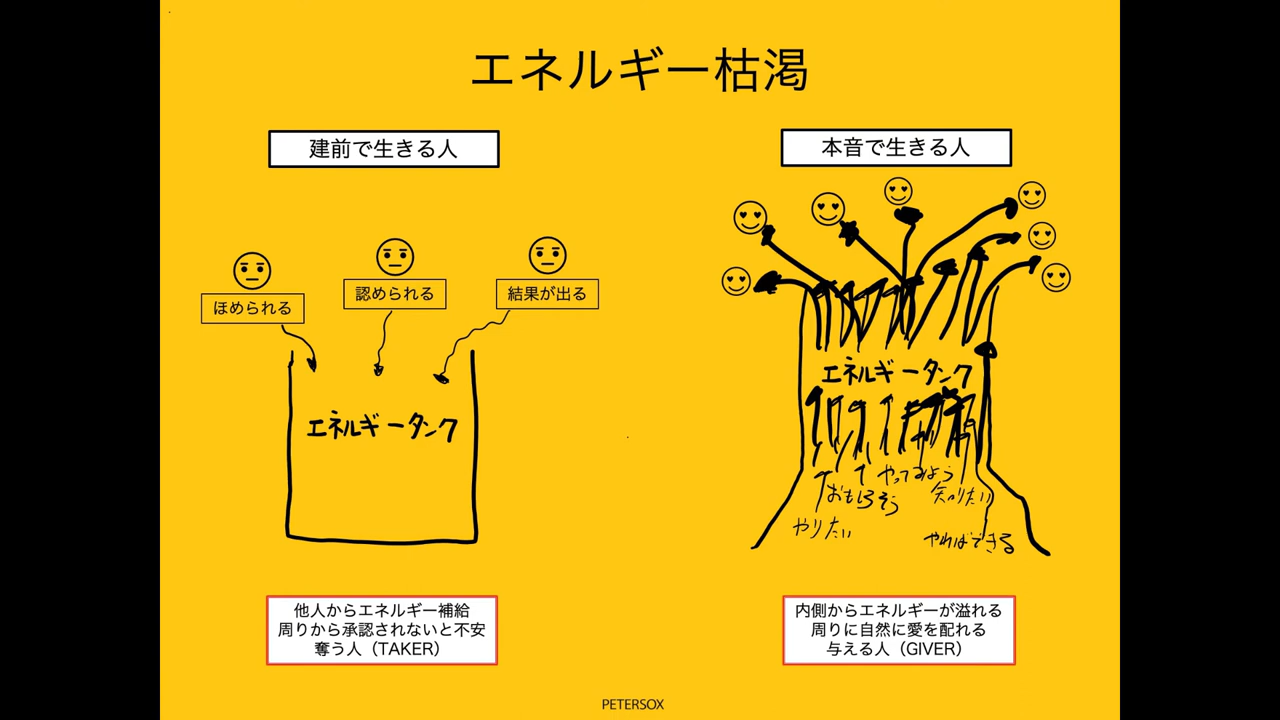 エネルギー枯渇
建前で生きる人
ほめられる
認められる
結果が出る
エネルギータンク
他人からエネルギー補給
周りから承認されないと不安
奪う人（TAKER）
本音で生きる人
エネルギータンク
やってみよう
おもしろそう
知りたい
やりたい
やればできる
内側からエネルギーが溢れる
周りに自然に愛を配れる
与える人（GIVER）
PETERSOX